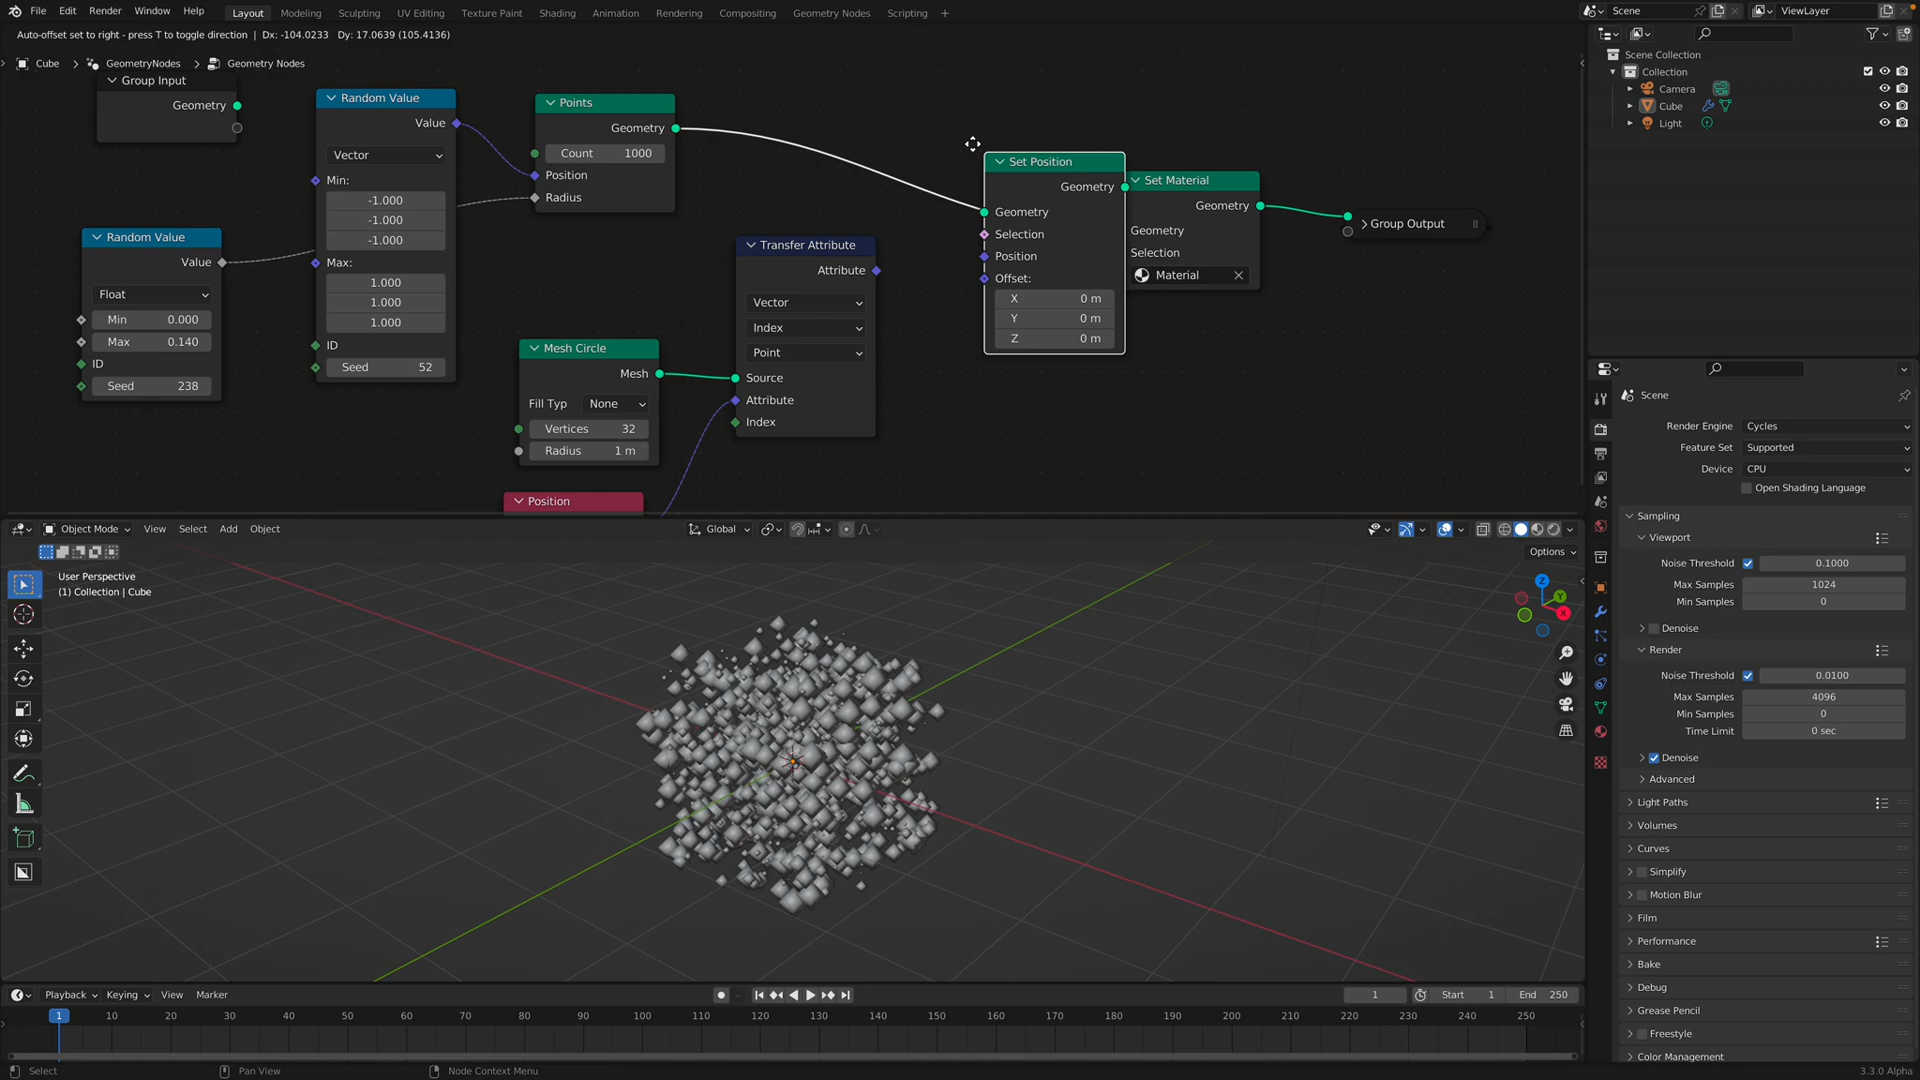 File Edit Render Window Help Layout Modeling Sculpting UV Editing Texture Paint Shading Animation Rendering Compositing Geometry Nodes Scripting + Scene ViewLayer
Auto-offset set to right - press T to toggle direction | Dx: -104.0233 Dy: 17.0639 (105.4136)
Cube > GeometryNodes > Geometry Nodes
Group Input
Geometry
Random Value
Value
Vector
Min:
-1.000
-1.000
-1.000
Max:
1.000
1.000
1.000
ID
Seed 52
Random Value
Value
Float
Min 0.000
Max 0.140
ID
Seed 238
Points
Geometry
Count 1000
Position
Radius
Mesh Circle
Mesh
Fill Typ None
Vertices 32
Radius 1 m
Position
Transfer Attribute
Attribute
Vector
Index
Point
Source
Attribute
Index
Set Position
Geometry
Geometry
Selection
Position
Offset:
X 0 m
Y 0 m
Z 0 m
Set Material
Geometry
Geometry
Selection
Material
Group Output
Scene Collection
Collection
Camera
Cube
Light
Scene
Render Engine Cycles
Feature Set Supported
Device CPU
Open Shading Language
Sampling
Viewport
Noise Threshold 0.1000
Max Samples 1024
Min Samples 0
Denoise
Render
Noise Threshold 0.0100
Max Samples 4096
Min Samples 0
Time Limit 0 sec
Denoise
Advanced
Light Paths
Volumes
Curves
Simplify
Motion Blur
Film
Performance
Bake
Debug
Grease Pencil
Freestyle
Color Management
Object Mode View Select Add Object Global
Options
User Perspective
(1) Collection | Cube
Z
Y
X
Playback Keying View Marker 1 Start 1 End 250
1 10 20 30 40 50 60 70 80 90 100 110 120 130 140 150 160 170 180 190 200 210 220 230 240 250
Select Pan View Node Context Menu 3.3.0 Alpha